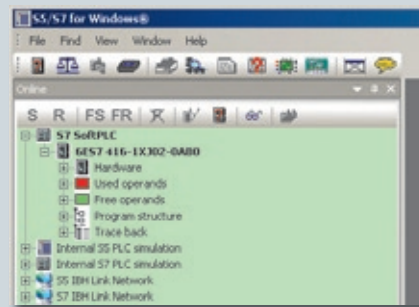 S5/S7 for Windows®
File Find View Window Help
Online
S R FS FR
S7 SoftPLC
6ES7 416-1XJ02-0AB0
Hardware
Used operands
Free operands
Program structure
Trace back
Internal S5 PLC simulation
Internal S7 PLC simulation
S5 IBH Link Network
S7 IBH Link Network